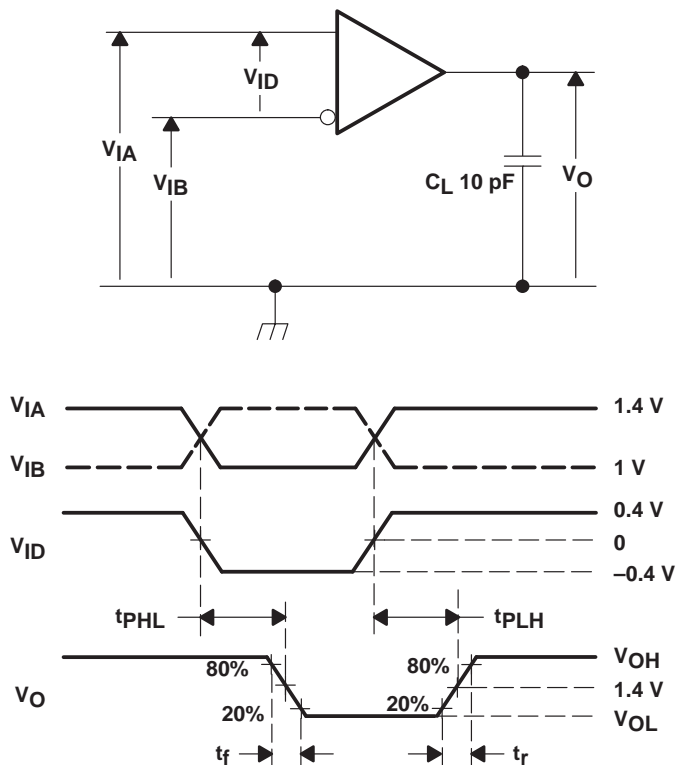 VID
VIA
VIB
CL 10 pF
VO
VIA
1.4 V
VIB
1 V
0.4 V
VID
0
–0.4 V
tPHL
tPLH
80%
80%
VOH
VO
1.4 V
20%
20%
VOL
tf
tr